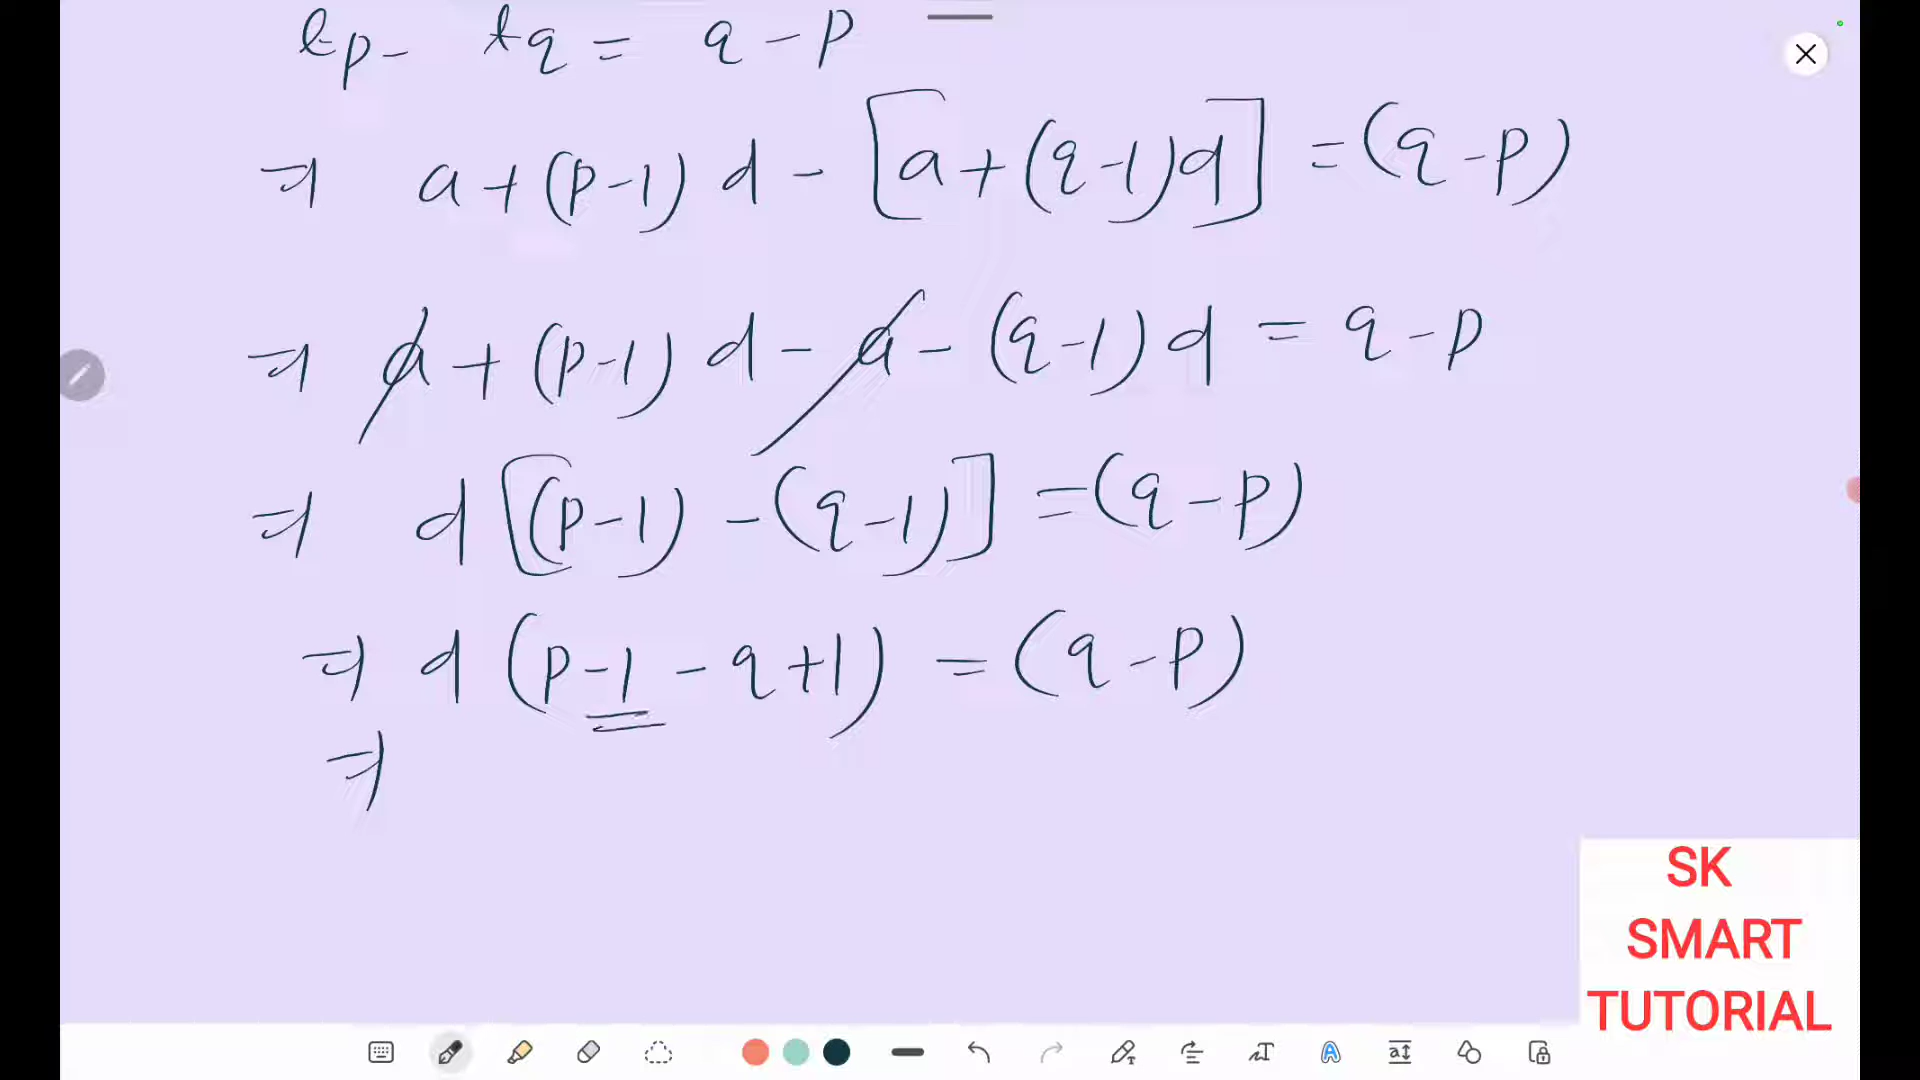 tp - tq = q - p
⇒ a + (p-1) d - [a + (q-1)d] = (q-p)
⇒ a + (p-1) d - a - (q-1) d = q - p
⇒ d [(p-1) - (q-1)] = (q-p)
⇒ d (p-1 - q+1) = (q-p)
⇒
SK
SMART
TUTORIAL